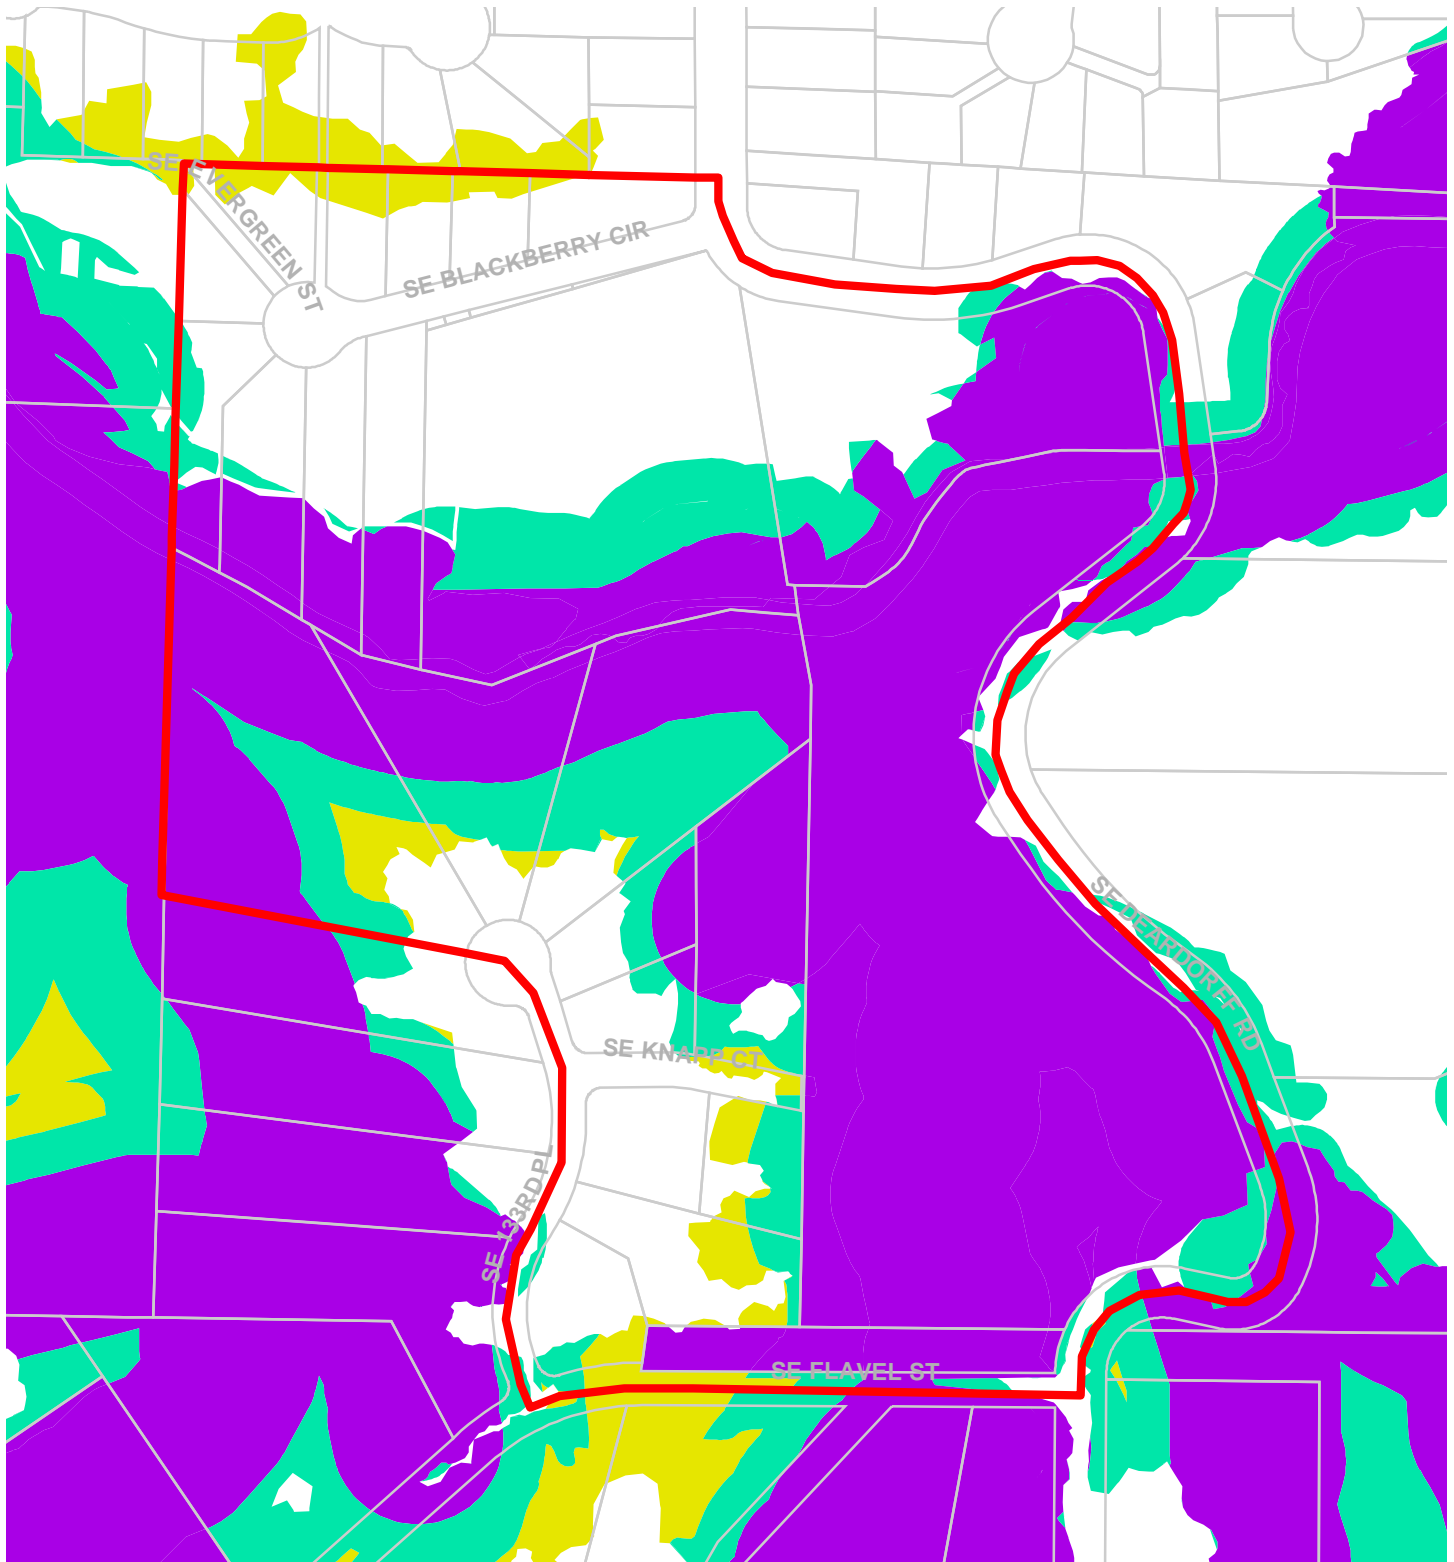 SE EVERGREEN ST
SE BLACKBERRY CIR
SE DEARDORFF RD
SE KNAPP CT
SE 133RD PL
SE FLAVEL ST